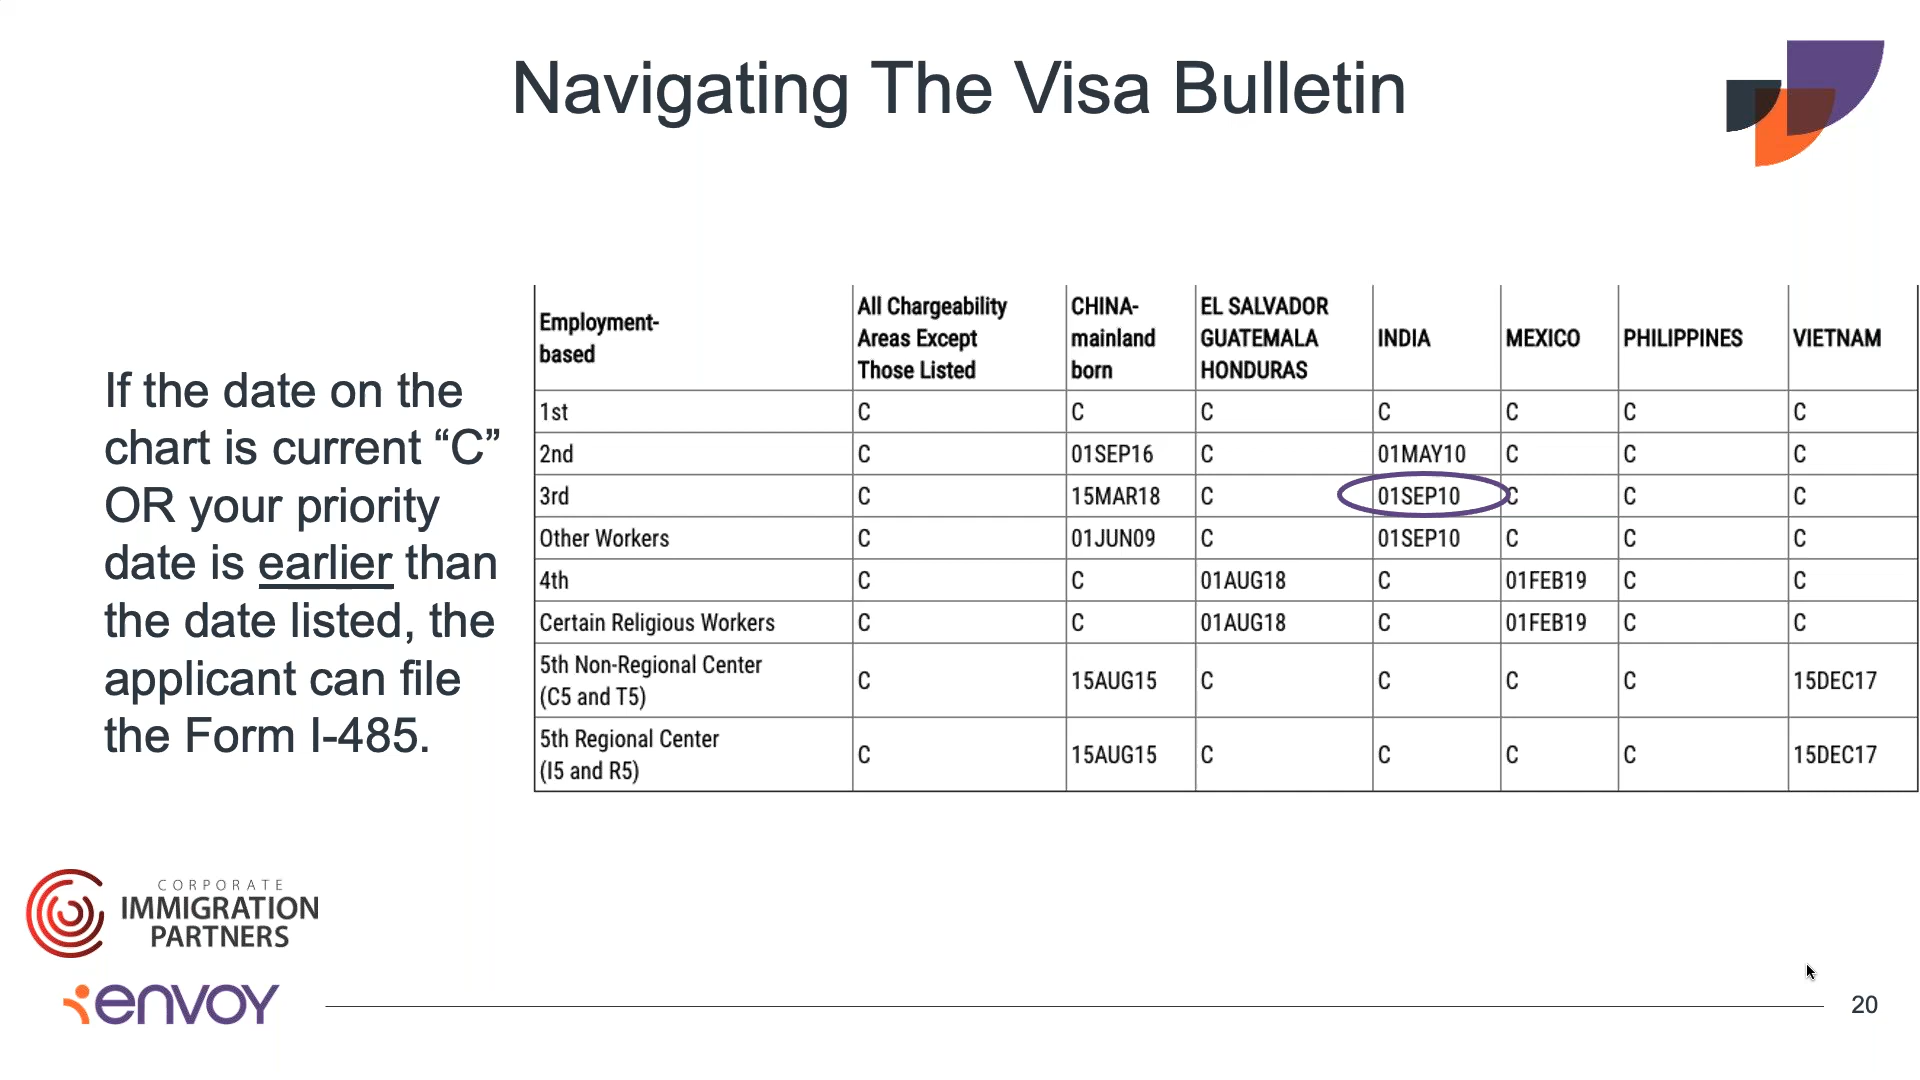 Navigating The Visa Bulletin
If the date on the
chart is current “C”
OR your priority
date is earlier than
the date listed, the
applicant can file
the Form I-485.
Employment-
based
All Chargeability
Areas Except
Those Listed
CHINA-
mainland
born
EL SALVADOR
GUATEMALA
HONDURAS
INDIA
MEXICO
PHILIPPINES
VIETNAM
1st C C C C C C C
2nd C 01SEP16 C 01MAY10 C C C
3rd C 15MAR18 C 01SEP10 C C C
Other Workers C 01JUN09 C 01SEP10 C C C
4th C C 01AUG18 C 01FEB19 C C
Certain Religious Workers C C 01AUG18 C 01FEB19 C C
5th Non-Regional Center
(C5 and T5)
C 15AUG15 C C C C 15DEC17
5th Regional Center
(I5 and R5)
C 15AUG15 C C C C 15DEC17
CORPORATE
IMMIGRATION
PARTNERS
envoy
20